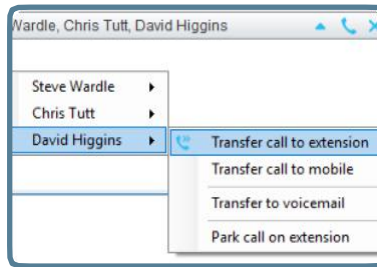 Wardle, Chris Tutt, David Higgins
Steve Wardle
Chris Tutt
David Higgins
Transfer call to extension
Transfer call to mobile
Transfer to voicemail
Park call on extension